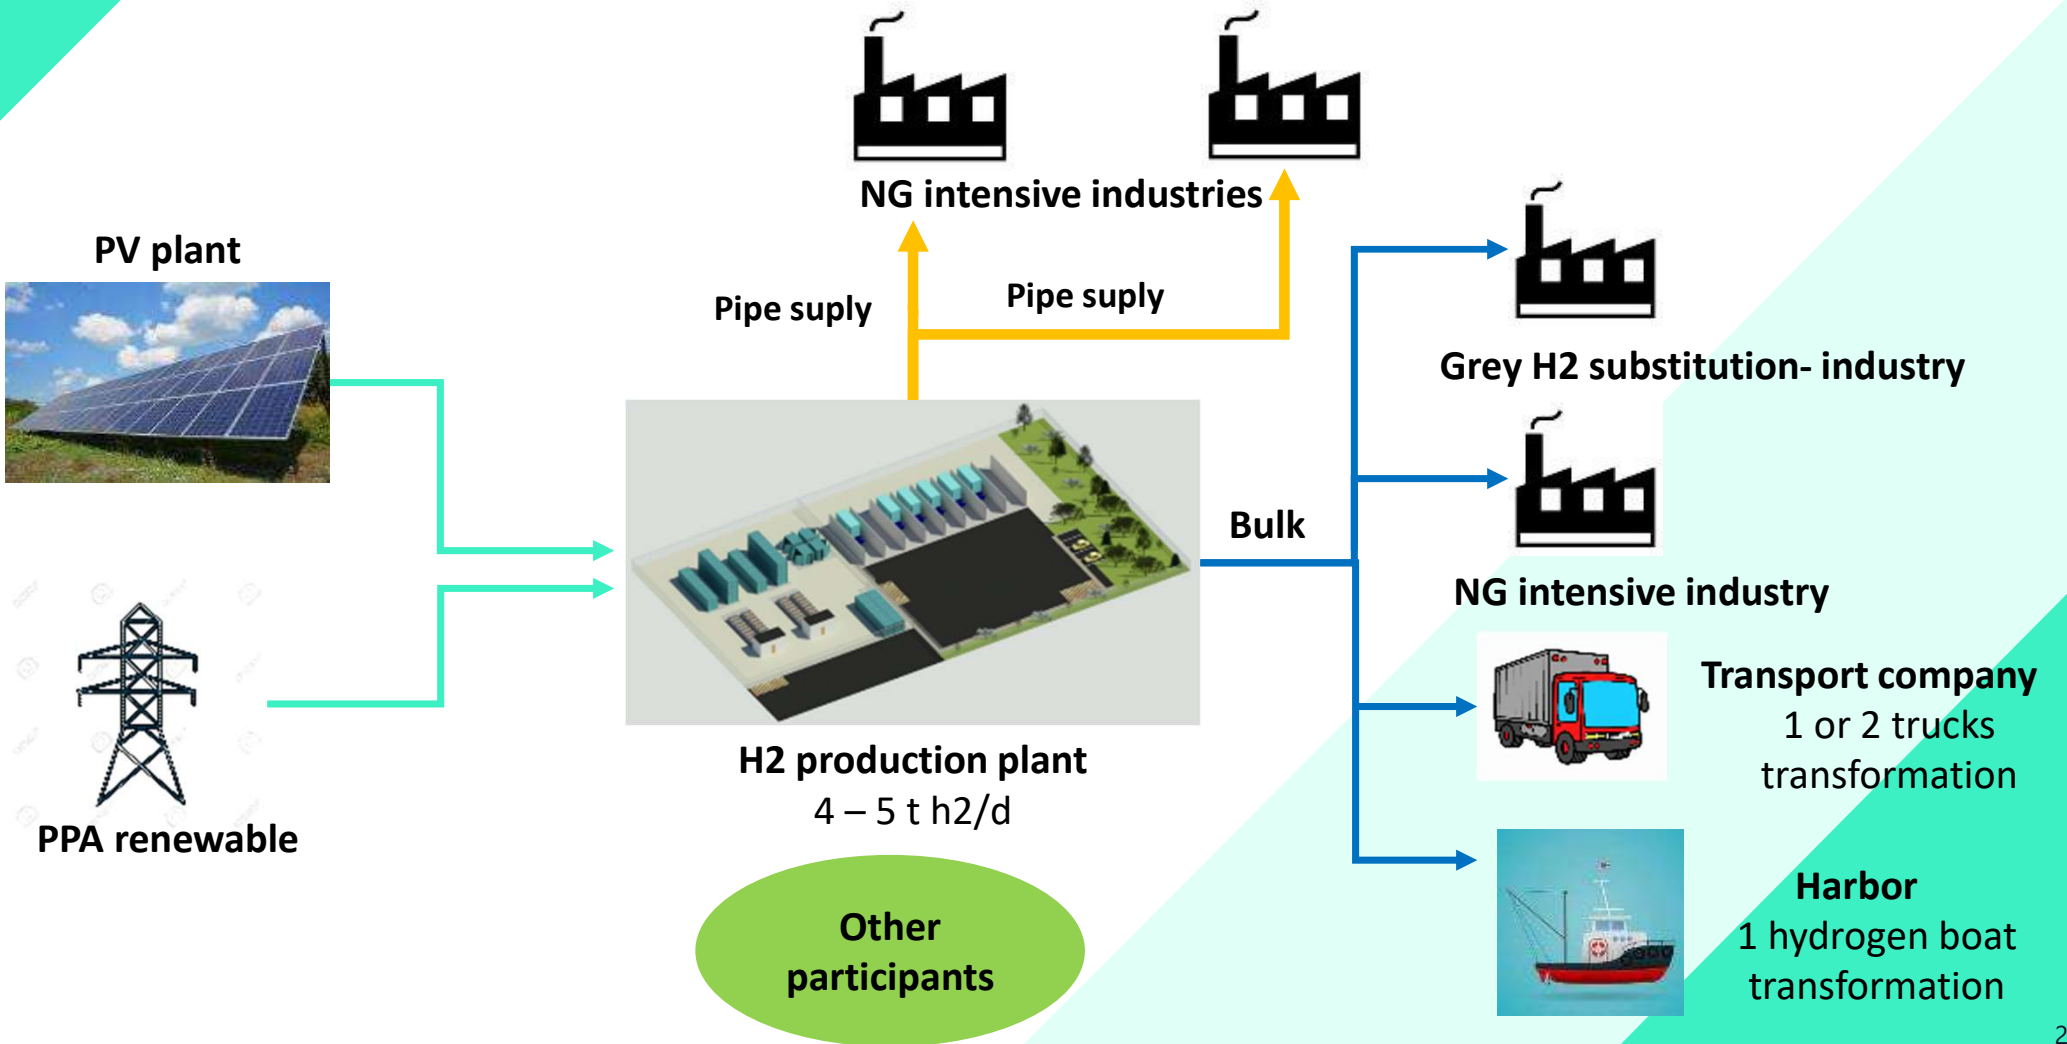 NG intensive industries
PV plant
Pipe suply
Pipe suply
Grey H2 substitution- industry
Bulk
NG intensive industry
Transport company
1 or 2 trucks
transformation
H2 production plant
4 – 5 t h2/d
PPA renewable
Harbor
1 hydrogen boat
transformation
Other
participants
2